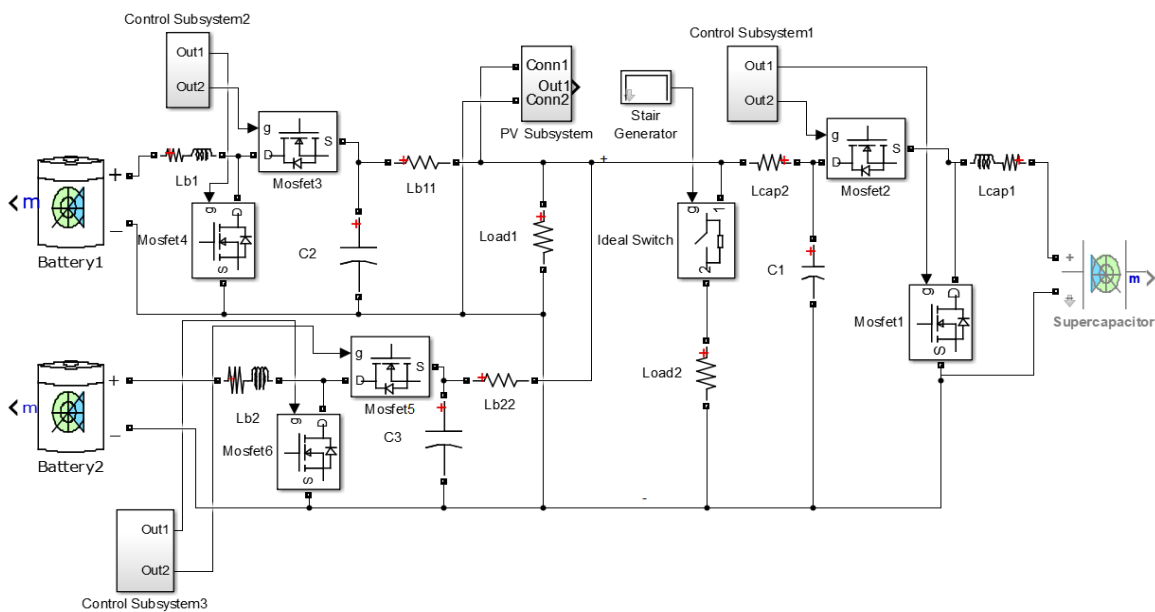 Control Subsystem2
Out1
Out2
Conn1
Out1
Conn2
PV Subsystem
Stair
Generator
Control Subsystem1
Out1
Out2
g
D
S
Mosfet3
g
D
S
Mosfet2
+
Lb1
m
−
Battery1
g
D
S
Mosfet4
C2
+
Lb11
+
Load1
+
+
g
1
2
Ideal Switch
Lcap2
+
C1
+
Lcap1
+
g
D
S
Mosfet1
+
−
m
Supercapacitor
+
m
−
Battery2
+
Lb2
g
D
S
Mosfet5
g
D
S
Mosfet6
C3
+
Lb22
+
Load2
+
-
Out1
Out2
Control Subsystem3